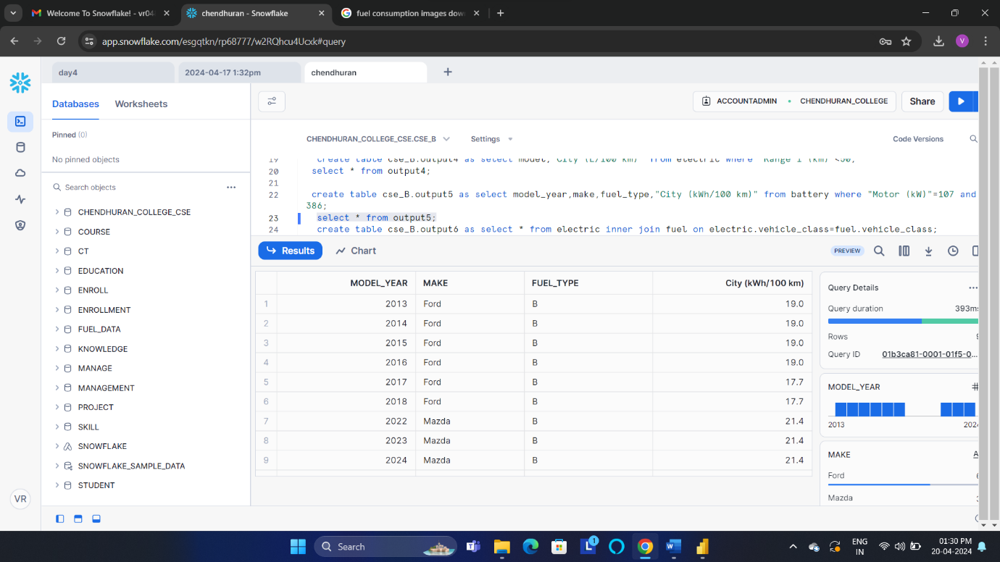 Welcome To Snowflake! - vr04
chendhuran - Snowflake
fuel consumption images dow
app.snowflake.com/esgqtkn/rp68777/w2RQhcu4Ucxk#query
V
day4
2024-04-17 1:32pm
chendhuran
Databases
Worksheets
ACCOUNTADMIN
CHENDHURAN_COLLEGE
Share
Pinned (0)
No pinned objects
CHENDHURAN_COLLEGE_CSE.CSE_B
Settings
Code Versions
Search objects
19 create table cse_B.output4 as select model,"City (L/100 km)" from electric where "Range 1 (km)"<50;
20 select * from output4;
21
22 create table cse_B.output5 as select model_year,make,fuel_type,"City (kWh/100 km)" from battery where "Motor (kW)"=107 and
386;
23 select * from output5;
24 create table cse_B.output6 as select * from electric inner join fuel on electric.vehicle_class=fuel.vehicle_class;
CHENDHURAN_COLLEGE_CSE
COURSE
CT
EDUCATION
ENROLL
ENROLLMENT
FUEL_DATA
KNOWLEDGE
MANAGE
MANAGEMENT
PROJECT
SKILL
SNOWFLAKE
SNOWFLAKE_SAMPLE_DATA
STUDENT
VR
Results
Chart
PREVIEW
MODEL_YEAR MAKE FUEL_TYPE City (kWh/100 km)
1 2013 Ford B 19.0
2 2014 Ford B 19.0
3 2015 Ford B 19.0
4 2016 Ford B 19.0
5 2017 Ford B 17.7
6 2018 Ford B 17.7
7 2022 Mazda B 21.4
8 2023 Mazda B 21.4
9 2024 Mazda B 21.4
Query Details
Query duration 393ms
Rows
Query ID 01b3ca81-0001-01f5-0...
MODEL_YEAR #
2013 2024
MAKE A
Ford
Mazda
Search
1
ENG
IN
01:30 PM
20-04-2024